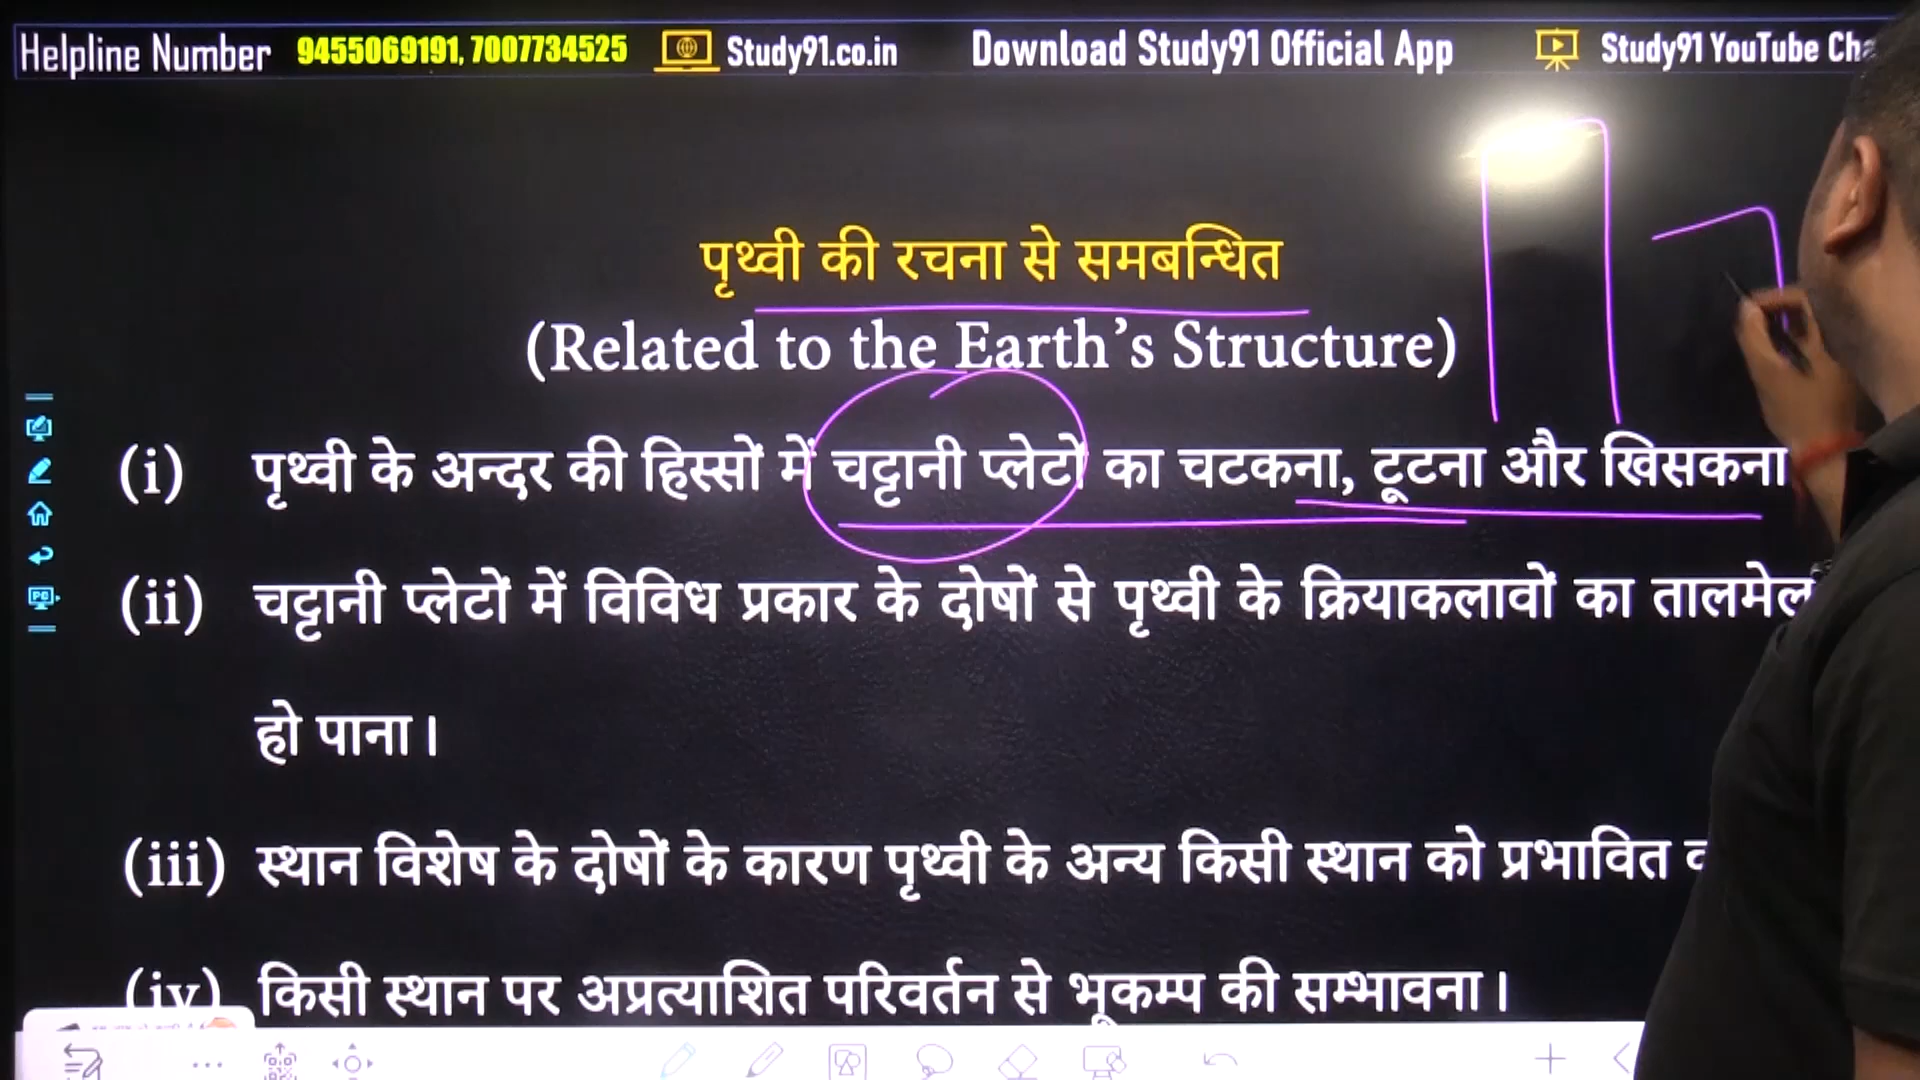 Helpline Number 9455069191, 7007734525 Study91.co.in Download Study91 Official App Study91 YouTube
पृथ्वी की रचना से समबन्धित
(Related to the Earth's Structure)
(i) पृथ्वी के अन्दर की हिस्सों में चट्टानी प्लेटों का चटकना, टूटना और खिसकना
(ii) चट्टानी प्लेटों में विविध प्रकार के दोषों से पृथ्वी के क्रियाकलावों का तालमेल
हो पाना।
(iii) स्थान विशेष के दोषों के कारण पृथ्वी के अन्य किसी स्थान को प्रभावित
(iv) किसी स्थान पर अप्रत्याशित परिवर्तन से भूकम्प की सम्भावना।